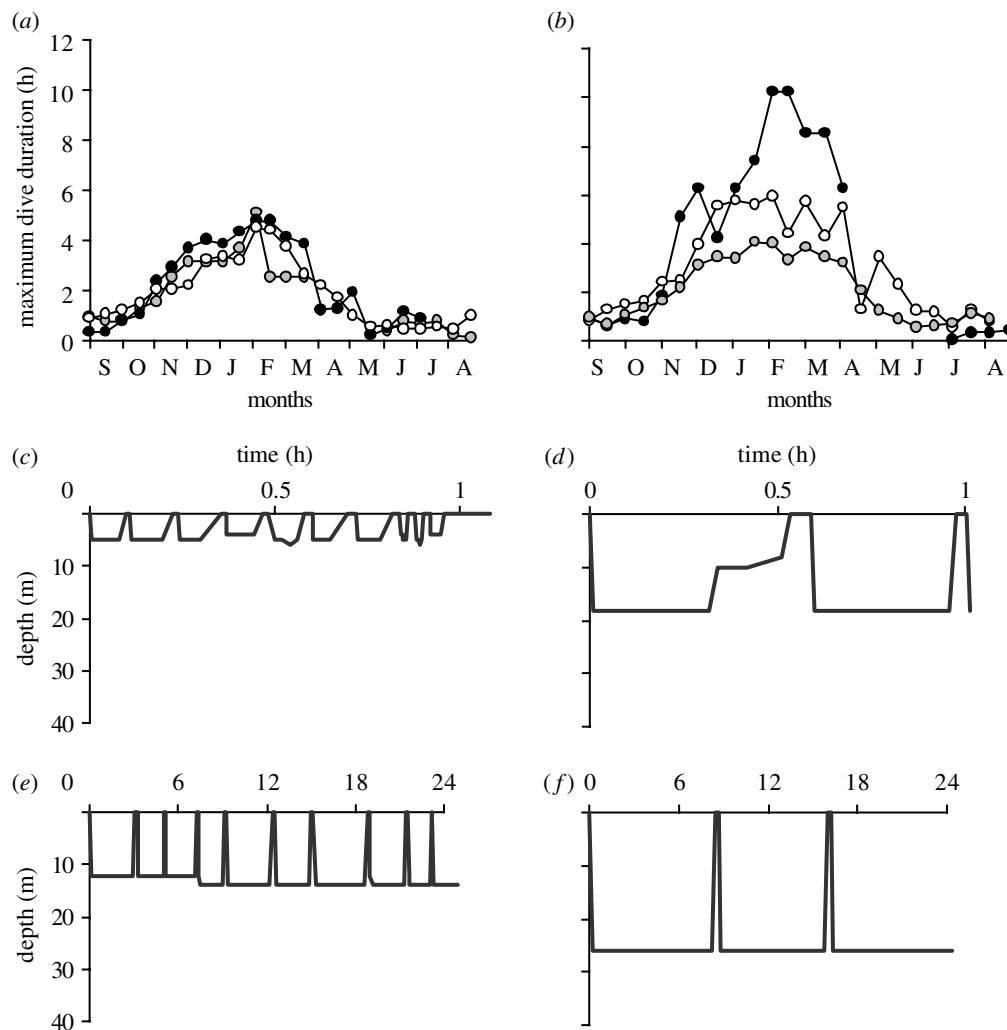 (a)
(b)
12
10
8
6
4
2
0
maximum dive duration (h)
S O N D J F M A M J J A
months
S O N D J F M A M J J A
months
(c)
time (h)
0 0.5 1
10
20
30
40
depth (m)
(d)
time (h)
0 0.5 1
(e)
0 6 12 18 24
10
20
30
40
depth (m)
(f)
0 6 12 18 24